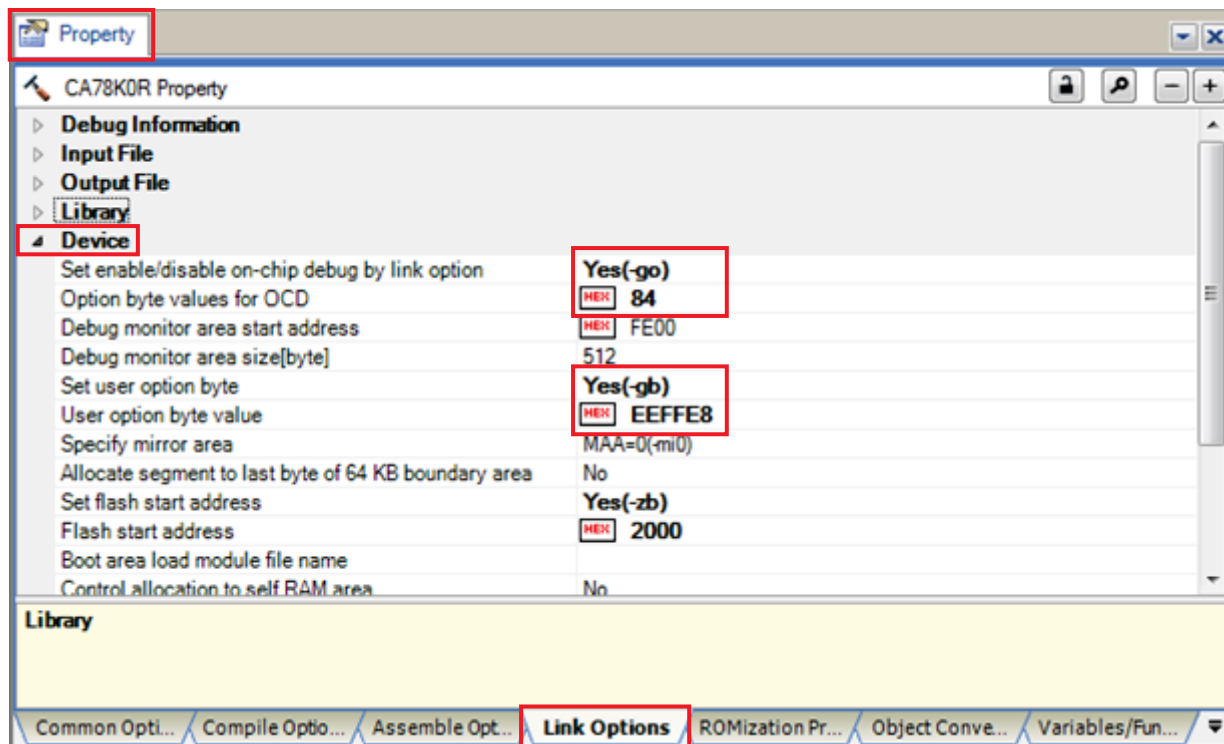 Property
CA78K0R Property
Debug Information
Input File
Output File
Library
Device
Set enable/disable on-chip debug by link option Yes(-go)
Option byte values for OCD HEX 84
Debug monitor area start address HEX FE00
Debug monitor area size[byte] 512
Set user option byte Yes(-gb)
User option byte value HEX EEFFE8
Specify mirror area MAA=0(-mi0)
Allocate segment to last byte of 64 KB boundary area No
Set flash start address Yes(-zb)
Flash start address HEX 2000
Boot area load module file name
Control allocation to self RAM area No
Library
Common Opti... Compile Optio... Assemble Opt... Link Options ROMization Pr... Object Conve... Variables/Fun...